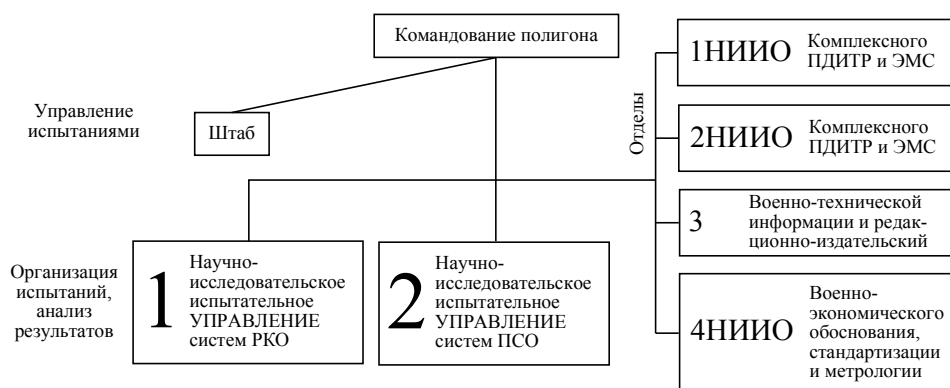 Командование полигона
Управление
испытаниями
Штаб
Отделы
1НИИО
Комплексного
ПДИТР и ЭМС
2НИИО
Комплексного
ПДИТР и ЭМС
3
Военно-технической
информации и редак-
ционно-издательский
4НИИО
Военно-
экономического
обоснования,
стандартизации
и метрологии
Организация
испытаний,
анализ
результатов
1
Научно-
исследовательское
испытательное
УПРАВЛЕНИЕ
систем РКО
2
Научно-
исследовательское
испытательное
УПРАВЛЕНИЕ
систем ПСО